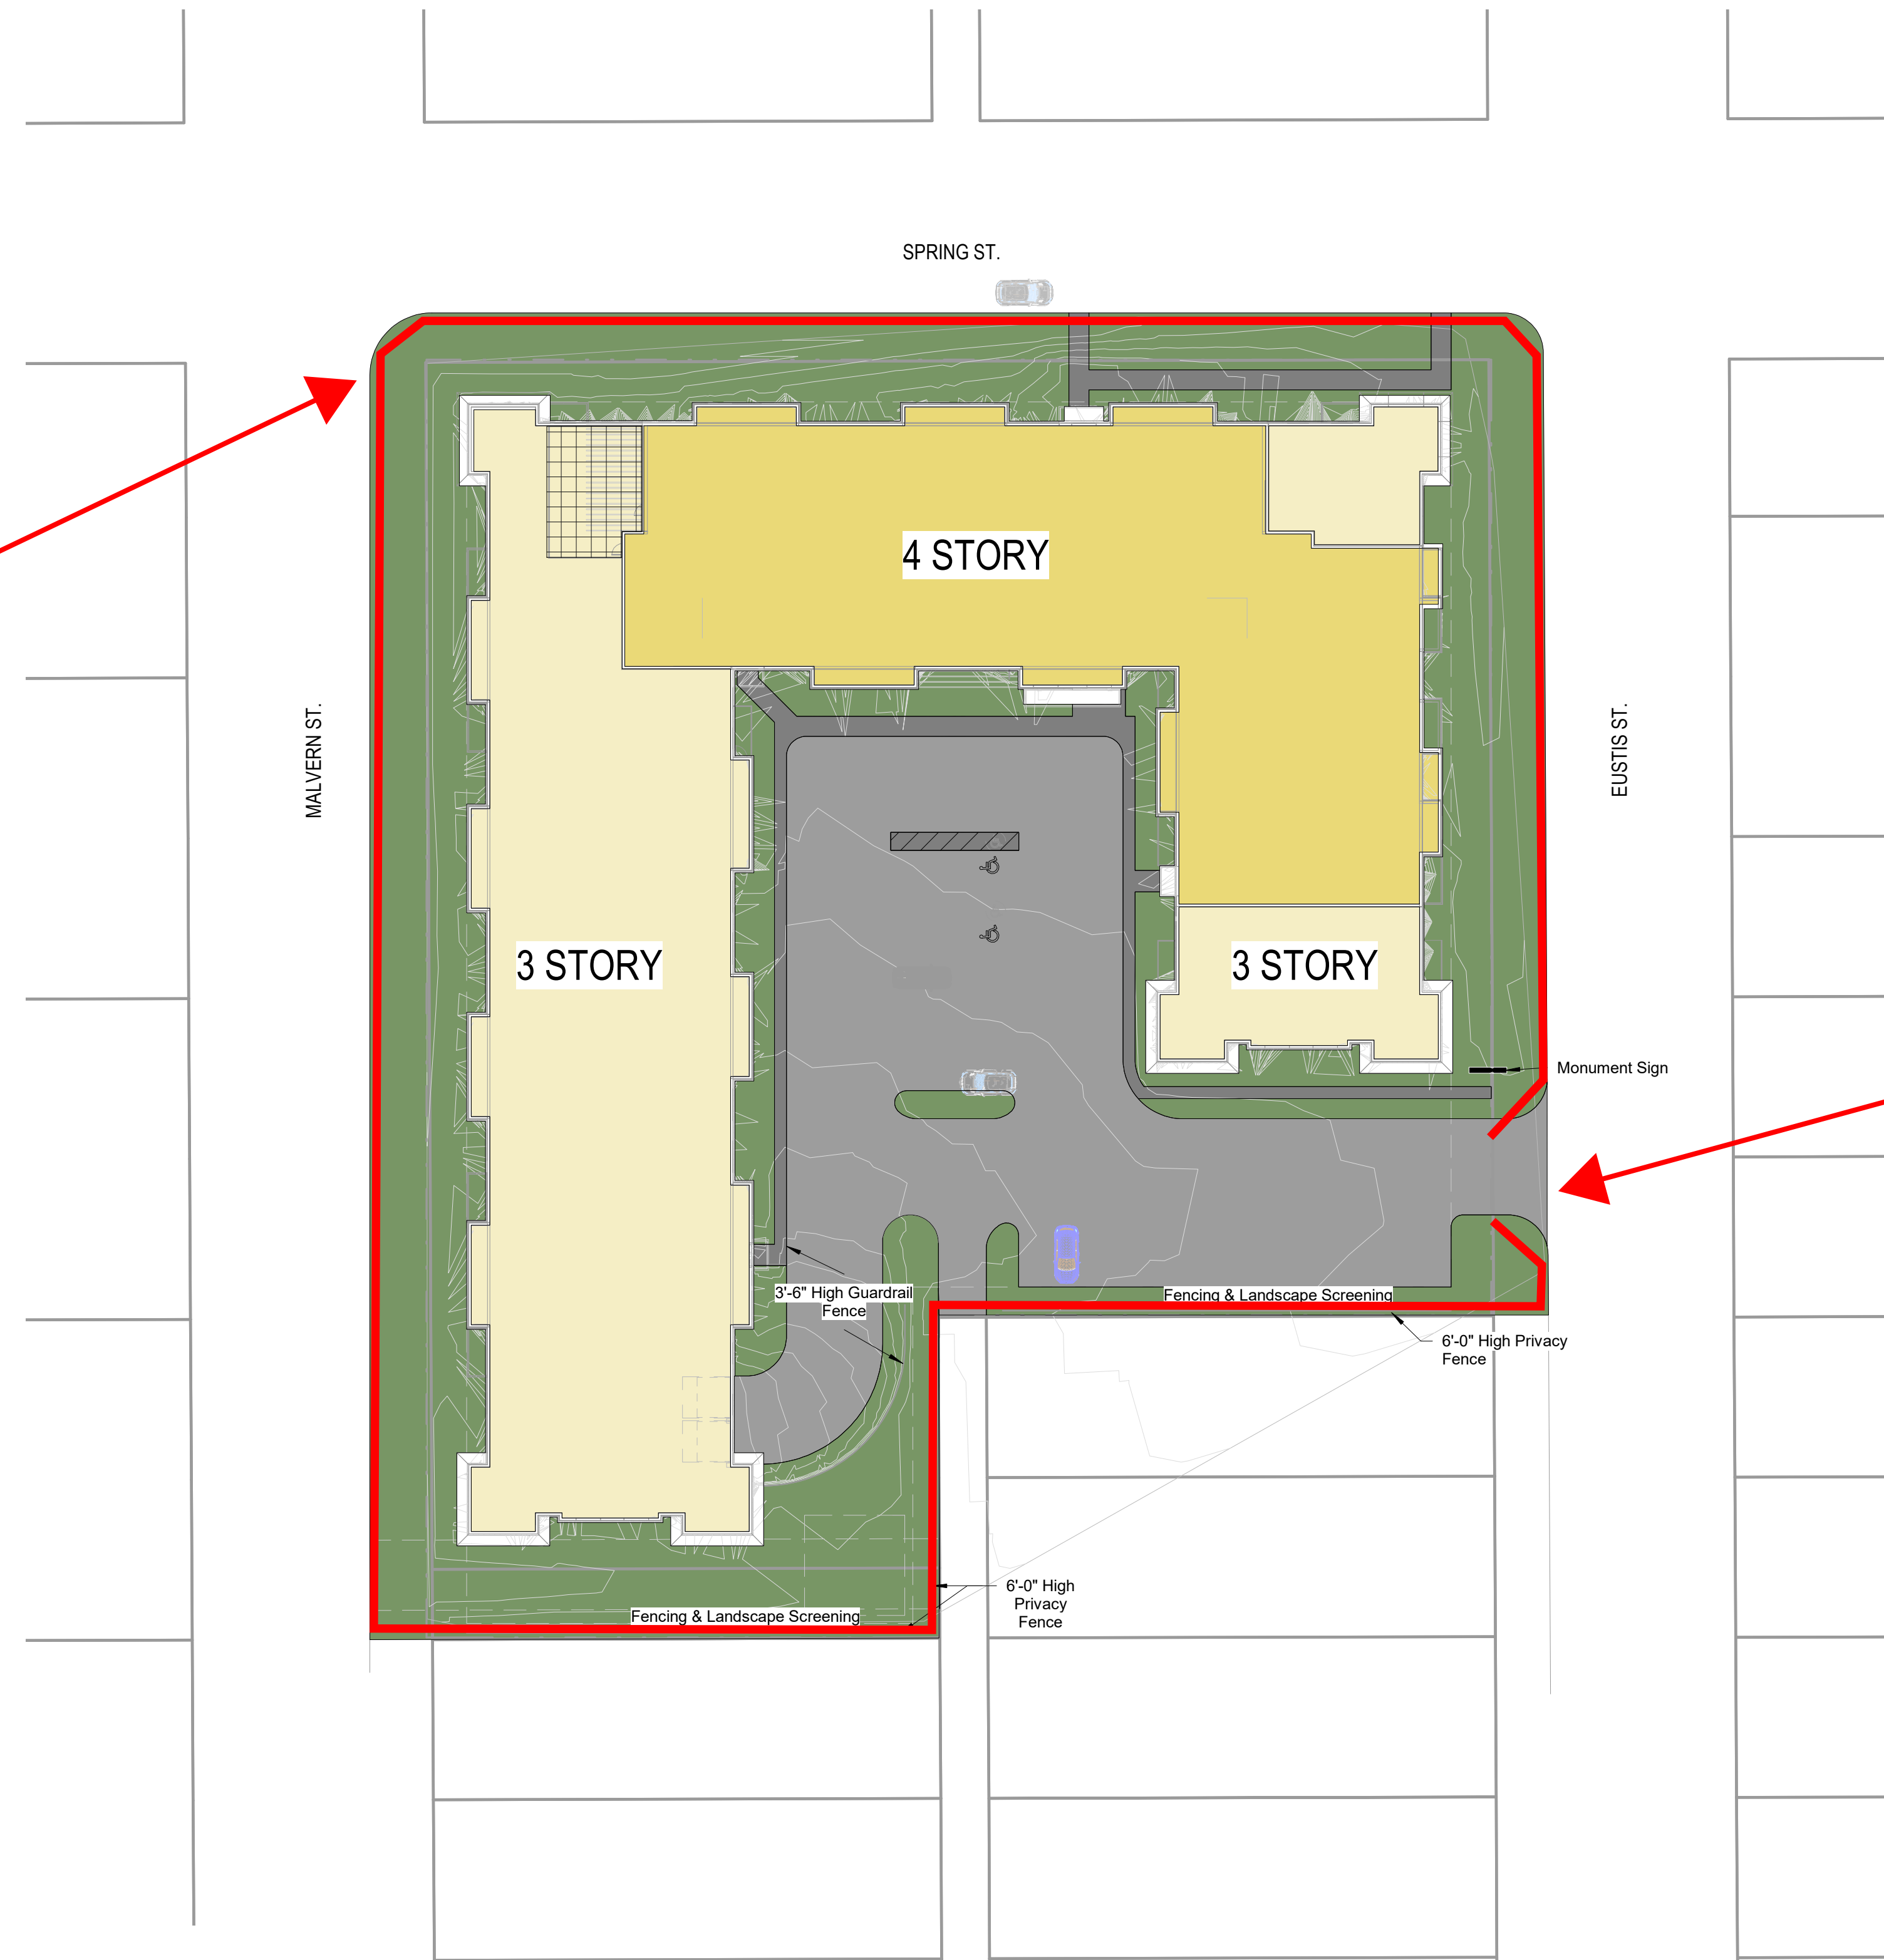 SPRING ST.
4 STORY
MALVERN ST.
EUSTIS ST.
3 STORY
3 STORY
Monument Sign
3'-6" High Guardrail
Fence
Fencing & Landscape Screening
6'-0" High Privacy
Fence
6'-0" High
Privacy
Fence
Fencing & Landscape Screening